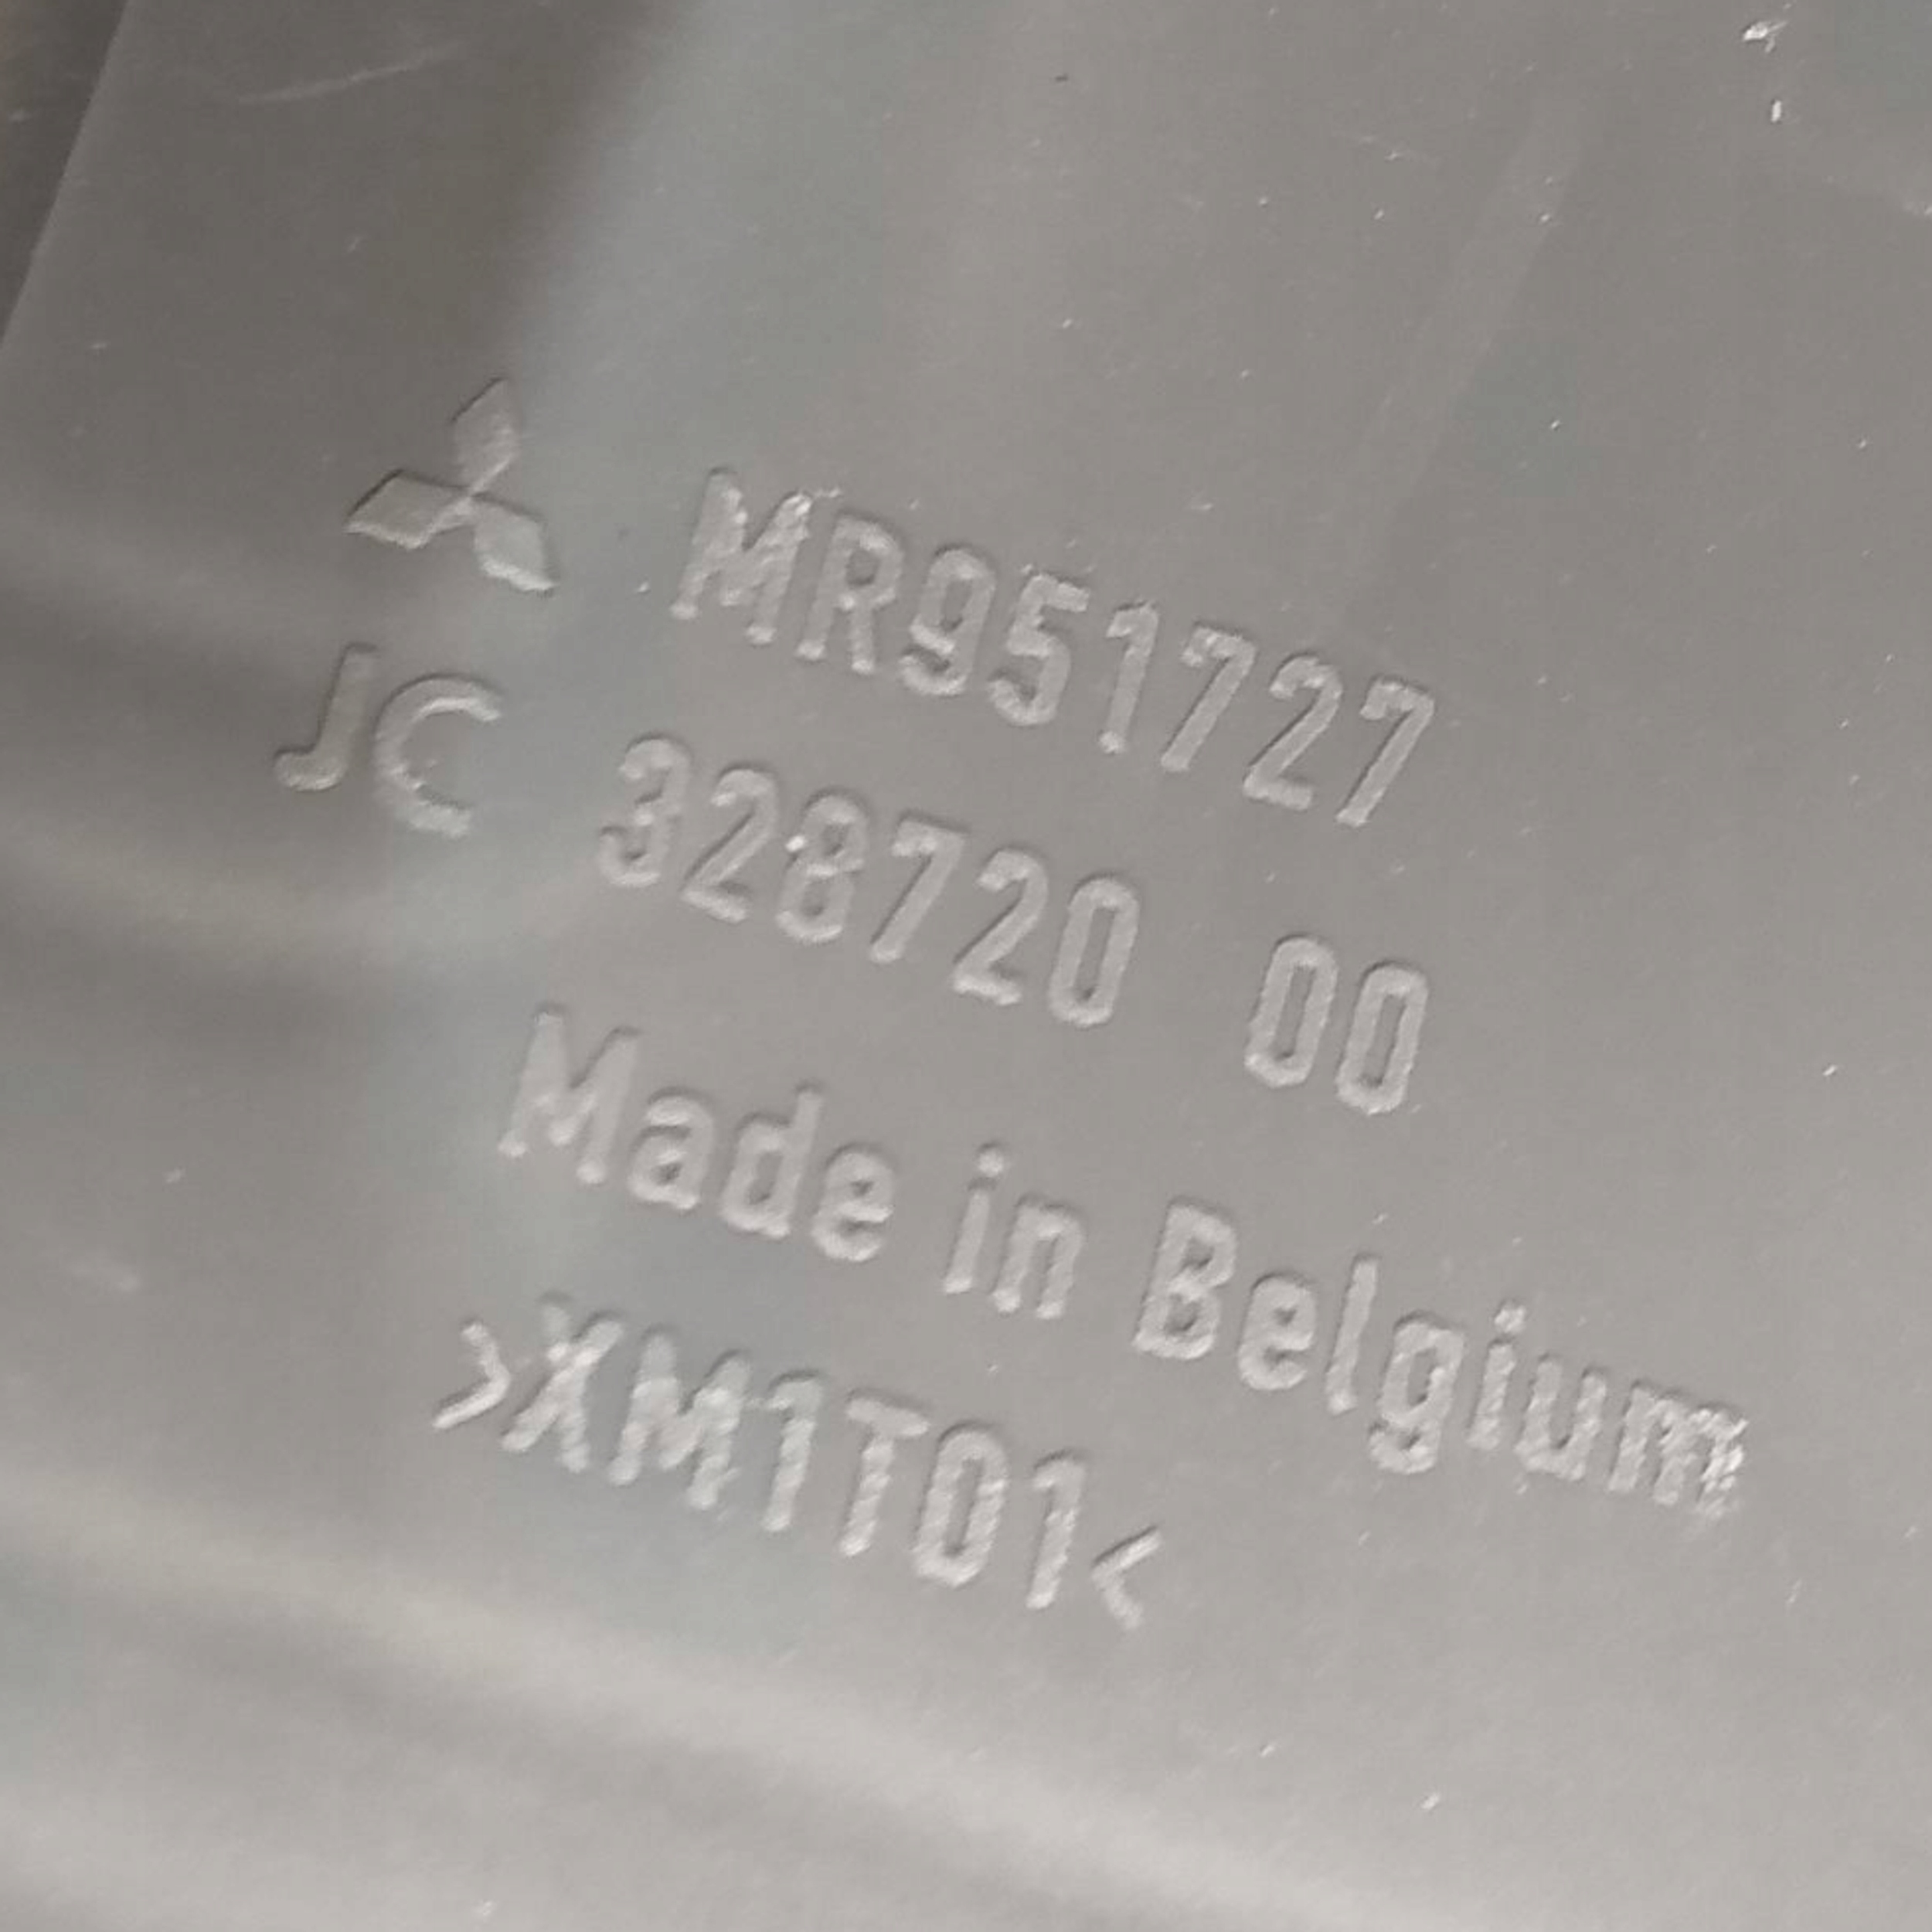 MR951727
JC 328720 00
Made in Belgium
>XM1T01<